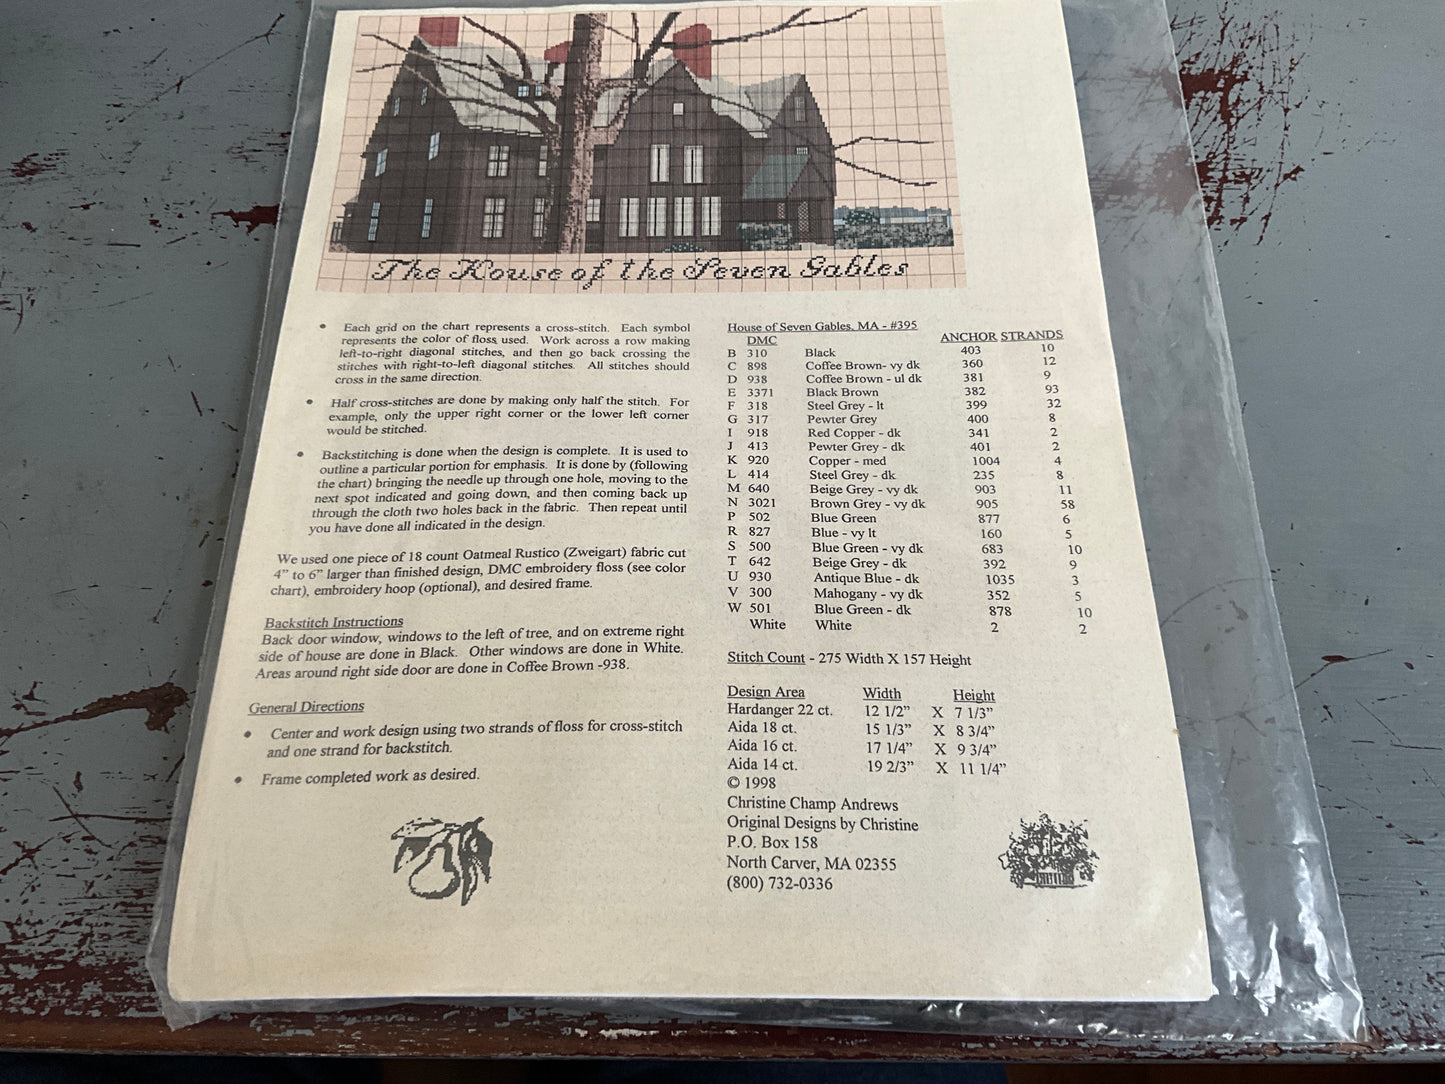 The House of the Seven Gables
• Each grid on the chart represents a cross-stitch. Each symbol
represents the color of floss used. Work across a row making
left-to-right diagonal stitches, and then go back crossing the
stitches with right-to-left diagonal stitches. All stitches should
cross in the same direction.
• Half cross-stitches are done by making only half the stitch. For
example, only the upper right corner or the lower left corner
would be stitched.
• Backstitching is done when the design is complete. It is used to
outline a particular portion for emphasis. It is done by (following
the chart) bringing the needle up through one hole, moving to the
next spot indicated and going down, and then coming back up
through the cloth two holes back in the fabric. Then repeat until
you have done all indicated in the design.
We used one piece of 18 count Oatmeal Rustico (Zweigart) fabric cut
4” to 6” larger than finished design, DMC embroidery floss (see color
chart), embroidery hoop (optional), and desired frame.
Backstitch Instructions
Back door window, windows to the left of tree, and on extreme right
side of house are done in Black. Other windows are done in White.
Areas around right side door are done in Coffee Brown -938.
General Directions
• Center and work design using two strands of floss for cross-stitch
and one strand for backstitch.
• Frame completed work as desired.
House of Seven Gables, MA - #395
DMC ANCHOR STRANDS
B 310 Black 403 10
C 898 Coffee Brown- vy dk 360 12
D 938 Coffee Brown - ul dk 381 9
E 3371 Black Brown 382 93
F 318 Steel Grey - lt 399 32
G 317 Pewter Grey 400 8
I 918 Red Copper - dk 341 2
J 413 Pewter Grey - dk 401 2
K 920 Copper - med 1004 4
L 414 Steel Grey - dk 235 8
M 640 Beige Grey - vy dk 903 11
N 3021 Brown Grey - vy dk 905 58
P 502 Blue Green 877 6
R 827 Blue - vy lt 160 5
S 500 Blue Green - vy dk 683 10
T 642 Beige Grey - dk 392 9
U 930 Antique Blue - dk 1035 3
V 300 Mahogany - vy dk 352 5
W 501 Blue Green - dk 878 10
White White 2 2
Stitch Count - 275 Width X 157 Height
Design Area Width Height
Hardanger 22 ct. 12 1/2” X 7 1/3”
Aida 18 ct. 15 1/3” X 8 3/4”
Aida 16 ct. 17 1/4” X 9 3/4”
Aida 14 ct. 19 2/3” X 11 1/4”
© 1998
Christine Champ Andrews
Original Designs by Christine
P.O. Box 158
North Carver, MA 02355
(800) 732-0336